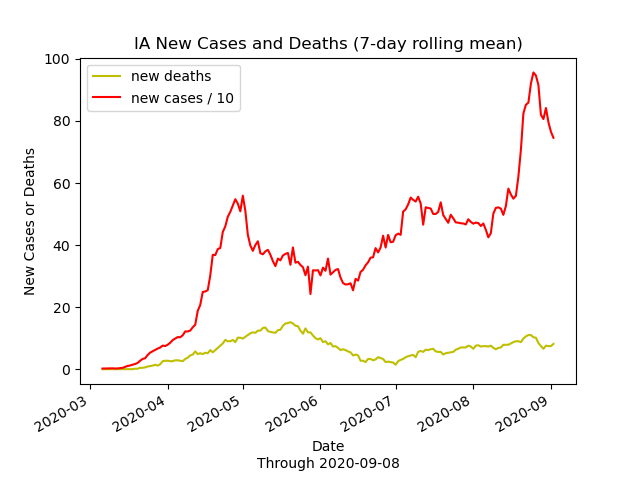 IA New Cases and Deaths (7-day rolling mean)
new deaths
new cases / 10
100
80
60
40
20
0
New Cases or Deaths
2020-03
2020-04
2020-05
2020-06
2020-07
2020-08
2020-09
Date
Through 2020-09-08